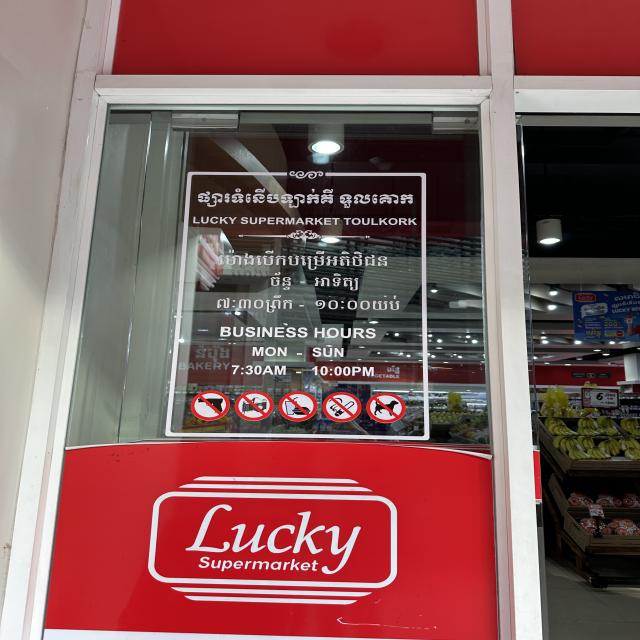 ផ្សារទំនើបឡាក់គី ទួលគោក
LUCKY SUPERMARKET TOULKORK
ម៉ោងបើកបម្រើអតិថិជន
ច័ន្ទ - អាទិត្យ
៧:៣០ព្រឹក - ១០:០០យប់
BUSINESS HOURS
MON - SUN
7:30AM - 10:00PM
BAKERY
Lucky
Supermarket